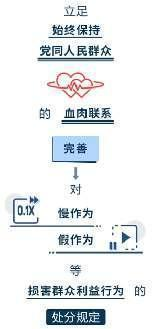 立足
始终保持
党同人民群众
的 血肉联系
完善
对
0.1X 慢作为
假作为
等
损害群众利益行为 的
处分规定